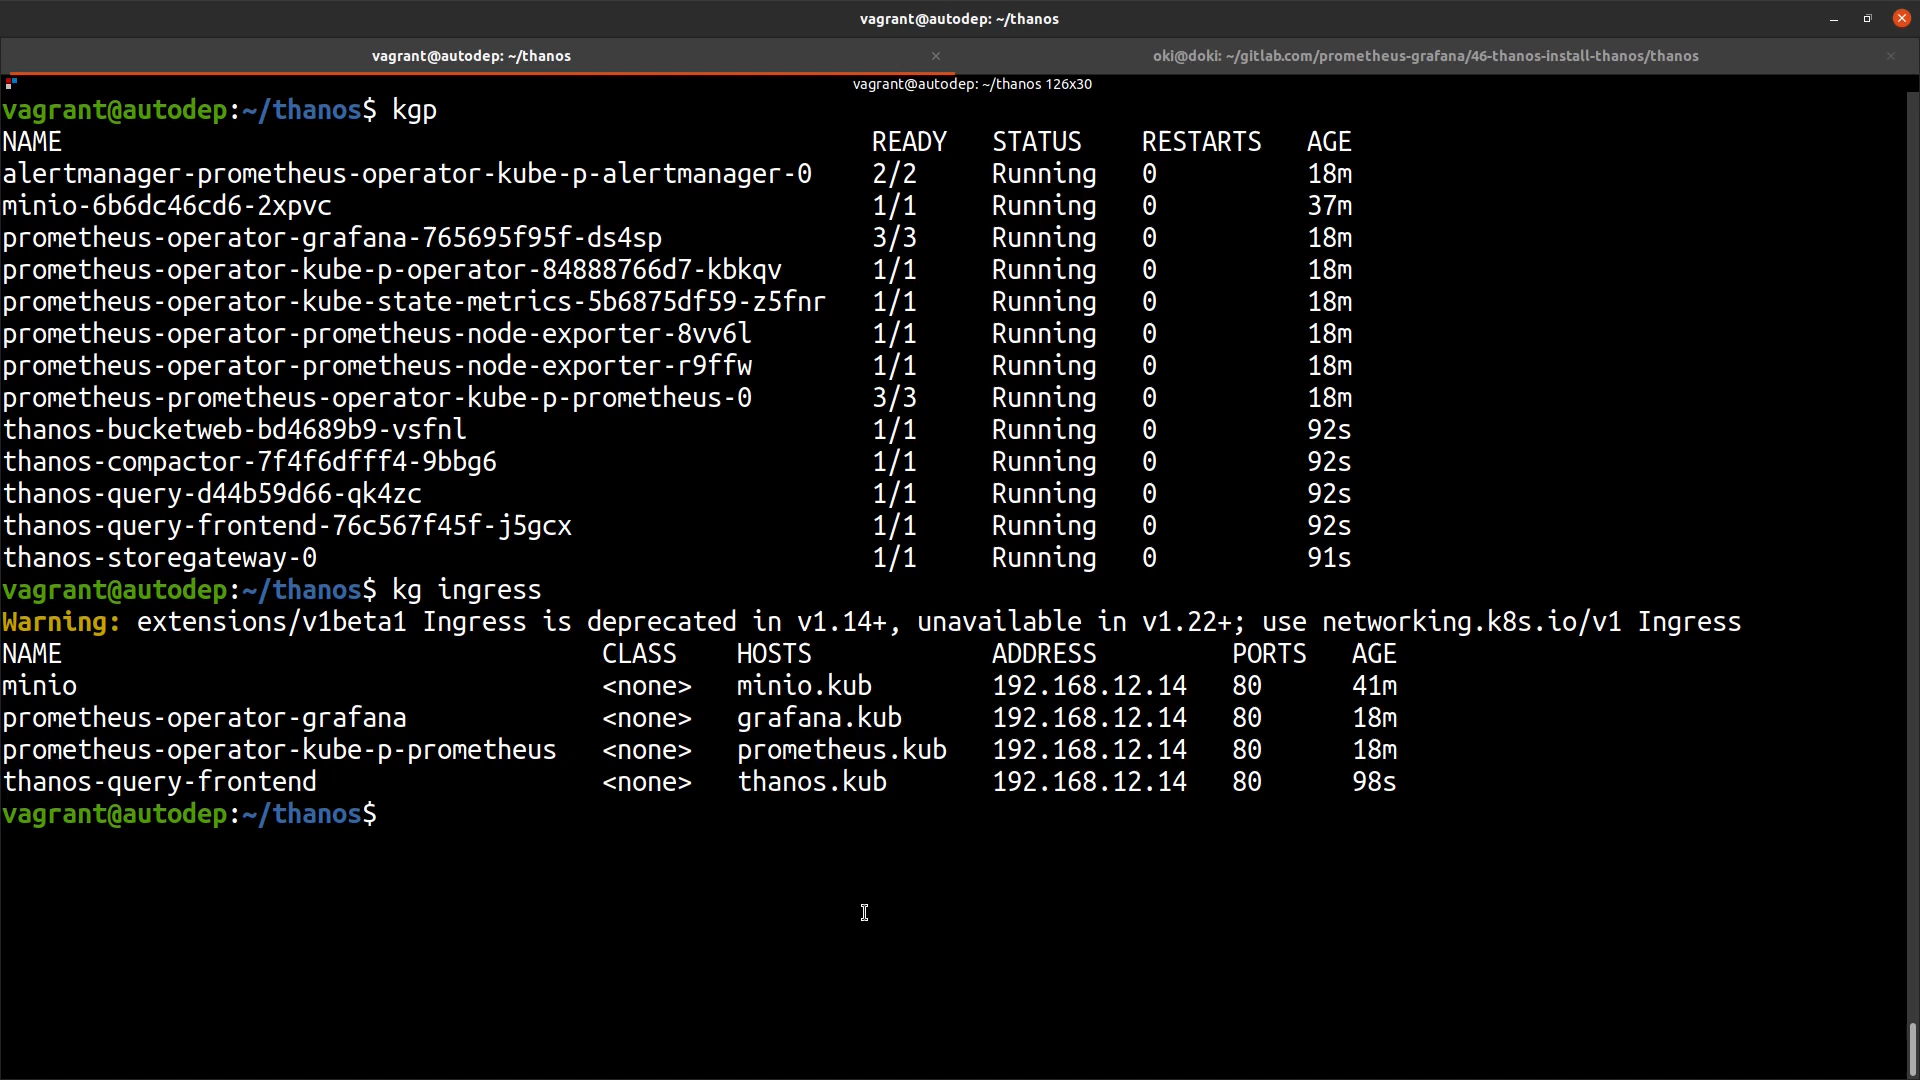 vagrant@autodep: ~/thanos
vagrant@autodep: ~/thanos
oki@doki: ~/gitlab.com/prometheus-grafana/46-thanos-install-thanos/thanos
vagrant@autodep: ~/thanos 126x30
vagrant@autodep:~/thanos$ kgp
NAME READY STATUS RESTARTS AGE
alertmanager-prometheus-operator-kube-p-alertmanager-0 2/2 Running 0 18m
minio-6b6dc46cd6-2xpvc 1/1 Running 0 37m
prometheus-operator-grafana-765695f95f-ds4sp 3/3 Running 0 18m
prometheus-operator-kube-p-operator-84888766d7-kbkqv 1/1 Running 0 18m
prometheus-operator-kube-state-metrics-5b6875df59-z5fnr 1/1 Running 0 18m
prometheus-operator-prometheus-node-exporter-8vv6l 1/1 Running 0 18m
prometheus-operator-prometheus-node-exporter-r9ffw 1/1 Running 0 18m
prometheus-prometheus-operator-kube-p-prometheus-0 3/3 Running 0 18m
thanos-bucketweb-bd4689b9-vsfnl 1/1 Running 0 92s
thanos-compactor-7f4f6dfff4-9bbg6 1/1 Running 0 92s
thanos-query-d44b59d66-qk4zc 1/1 Running 0 92s
thanos-query-frontend-76c567f45f-j5gcx 1/1 Running 0 92s
thanos-storegateway-0 1/1 Running 0 91s
vagrant@autodep:~/thanos$ kg ingress
Warning: extensions/v1beta1 Ingress is deprecated in v1.14+, unavailable in v1.22+; use networking.k8s.io/v1 Ingress
NAME CLASS HOSTS ADDRESS PORTS AGE
minio <none> minio.kub 192.168.12.14 80 41m
prometheus-operator-grafana <none> grafana.kub 192.168.12.14 80 18m
prometheus-operator-kube-p-prometheus <none> prometheus.kub 192.168.12.14 80 18m
thanos-query-frontend <none> thanos.kub 192.168.12.14 80 98s
vagrant@autodep:~/thanos$